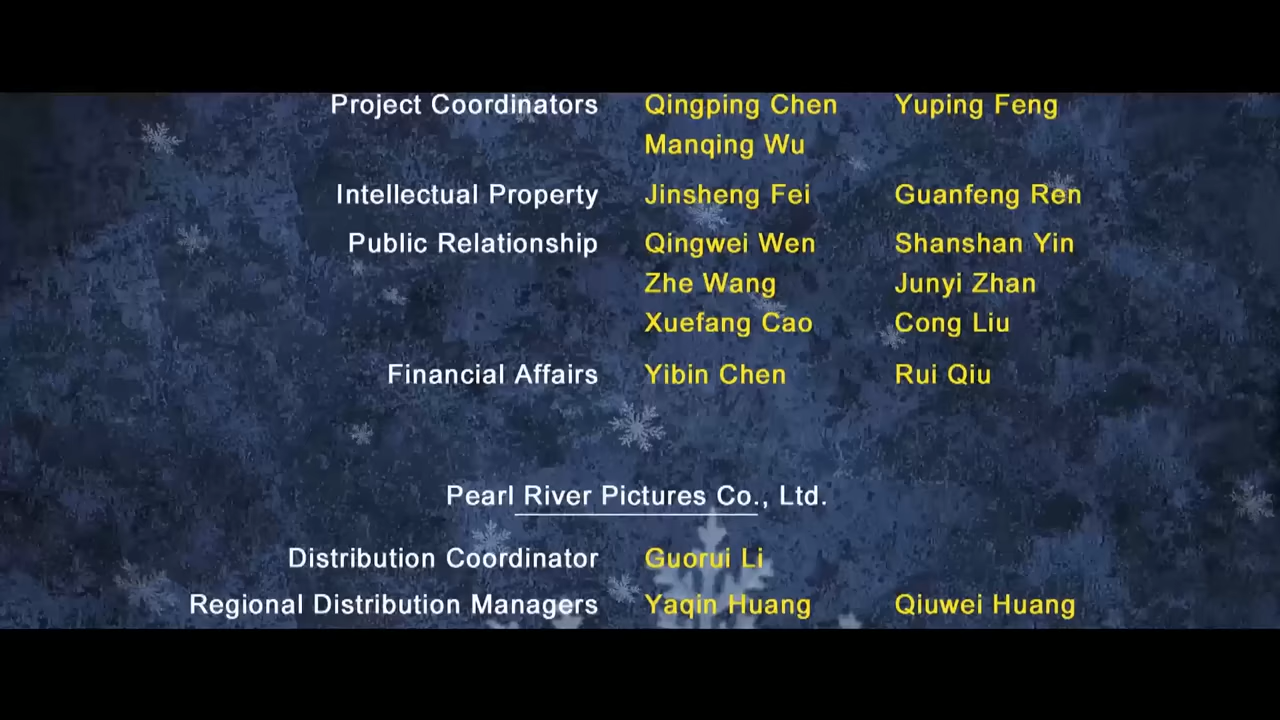 Project Coordinators Qingping Chen Yuping Feng
Manqing Wu
Intellectual Property Jinsheng Fei Guanfeng Ren
Public Relationship Qingwei Wen Shanshan Yin
Zhe Wang Junyi Zhan
Xuefang Cao Cong Liu
Financial Affairs Yibin Chen Rui Qiu
Pearl River Pictures Co., Ltd.
Distribution Coordinator Guorui Li
Regional Distribution Managers Yaqin Huang Qiuwei Huang